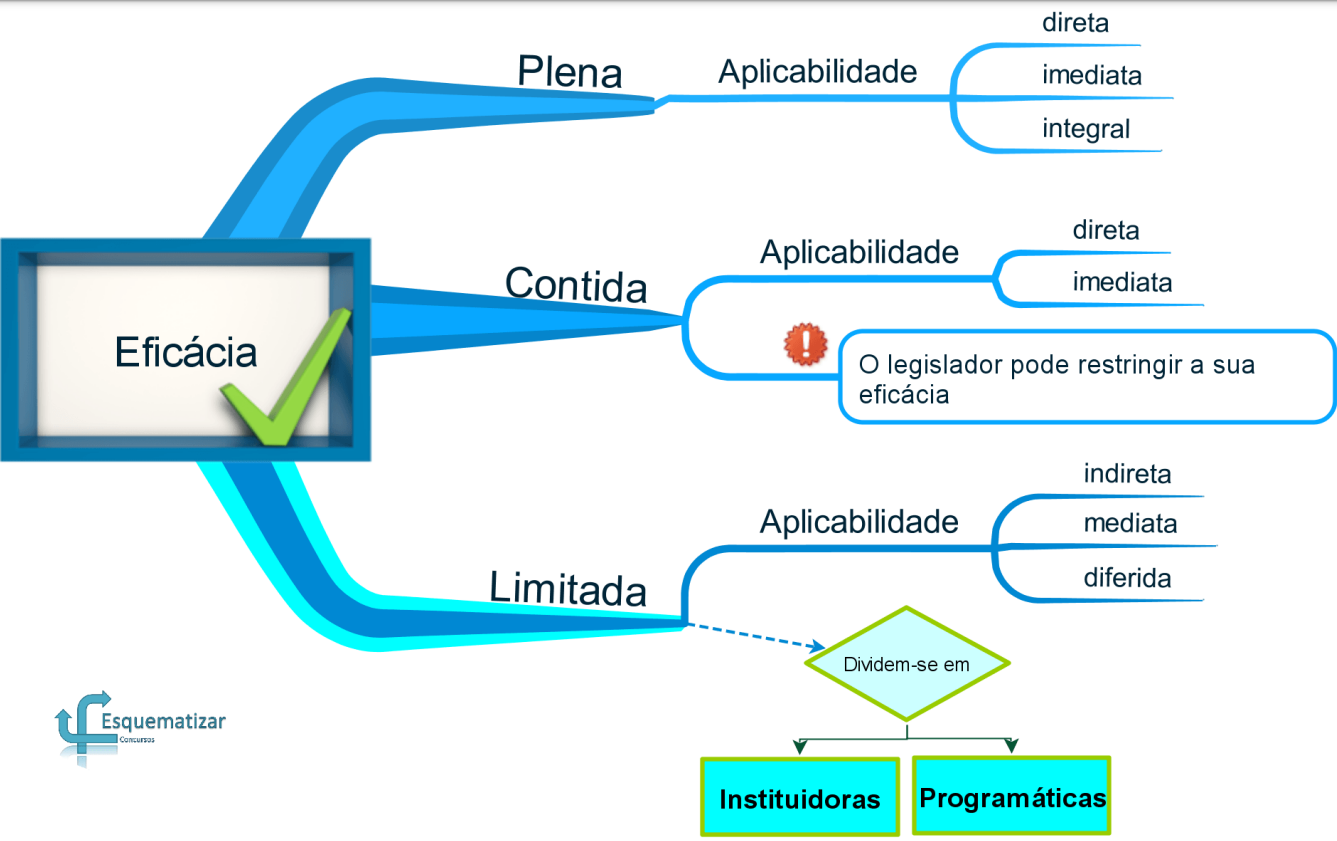 Eficácia
Plena
Aplicabilidade
direta
imediata
integral
Contida
Aplicabilidade
direta
imediata
O legislador pode restringir a sua
eficácia
Limitada
Aplicabilidade
indireta
mediata
diferida
Dividem-se em
Instituidoras
Programáticas
Esquematizar
Concursos